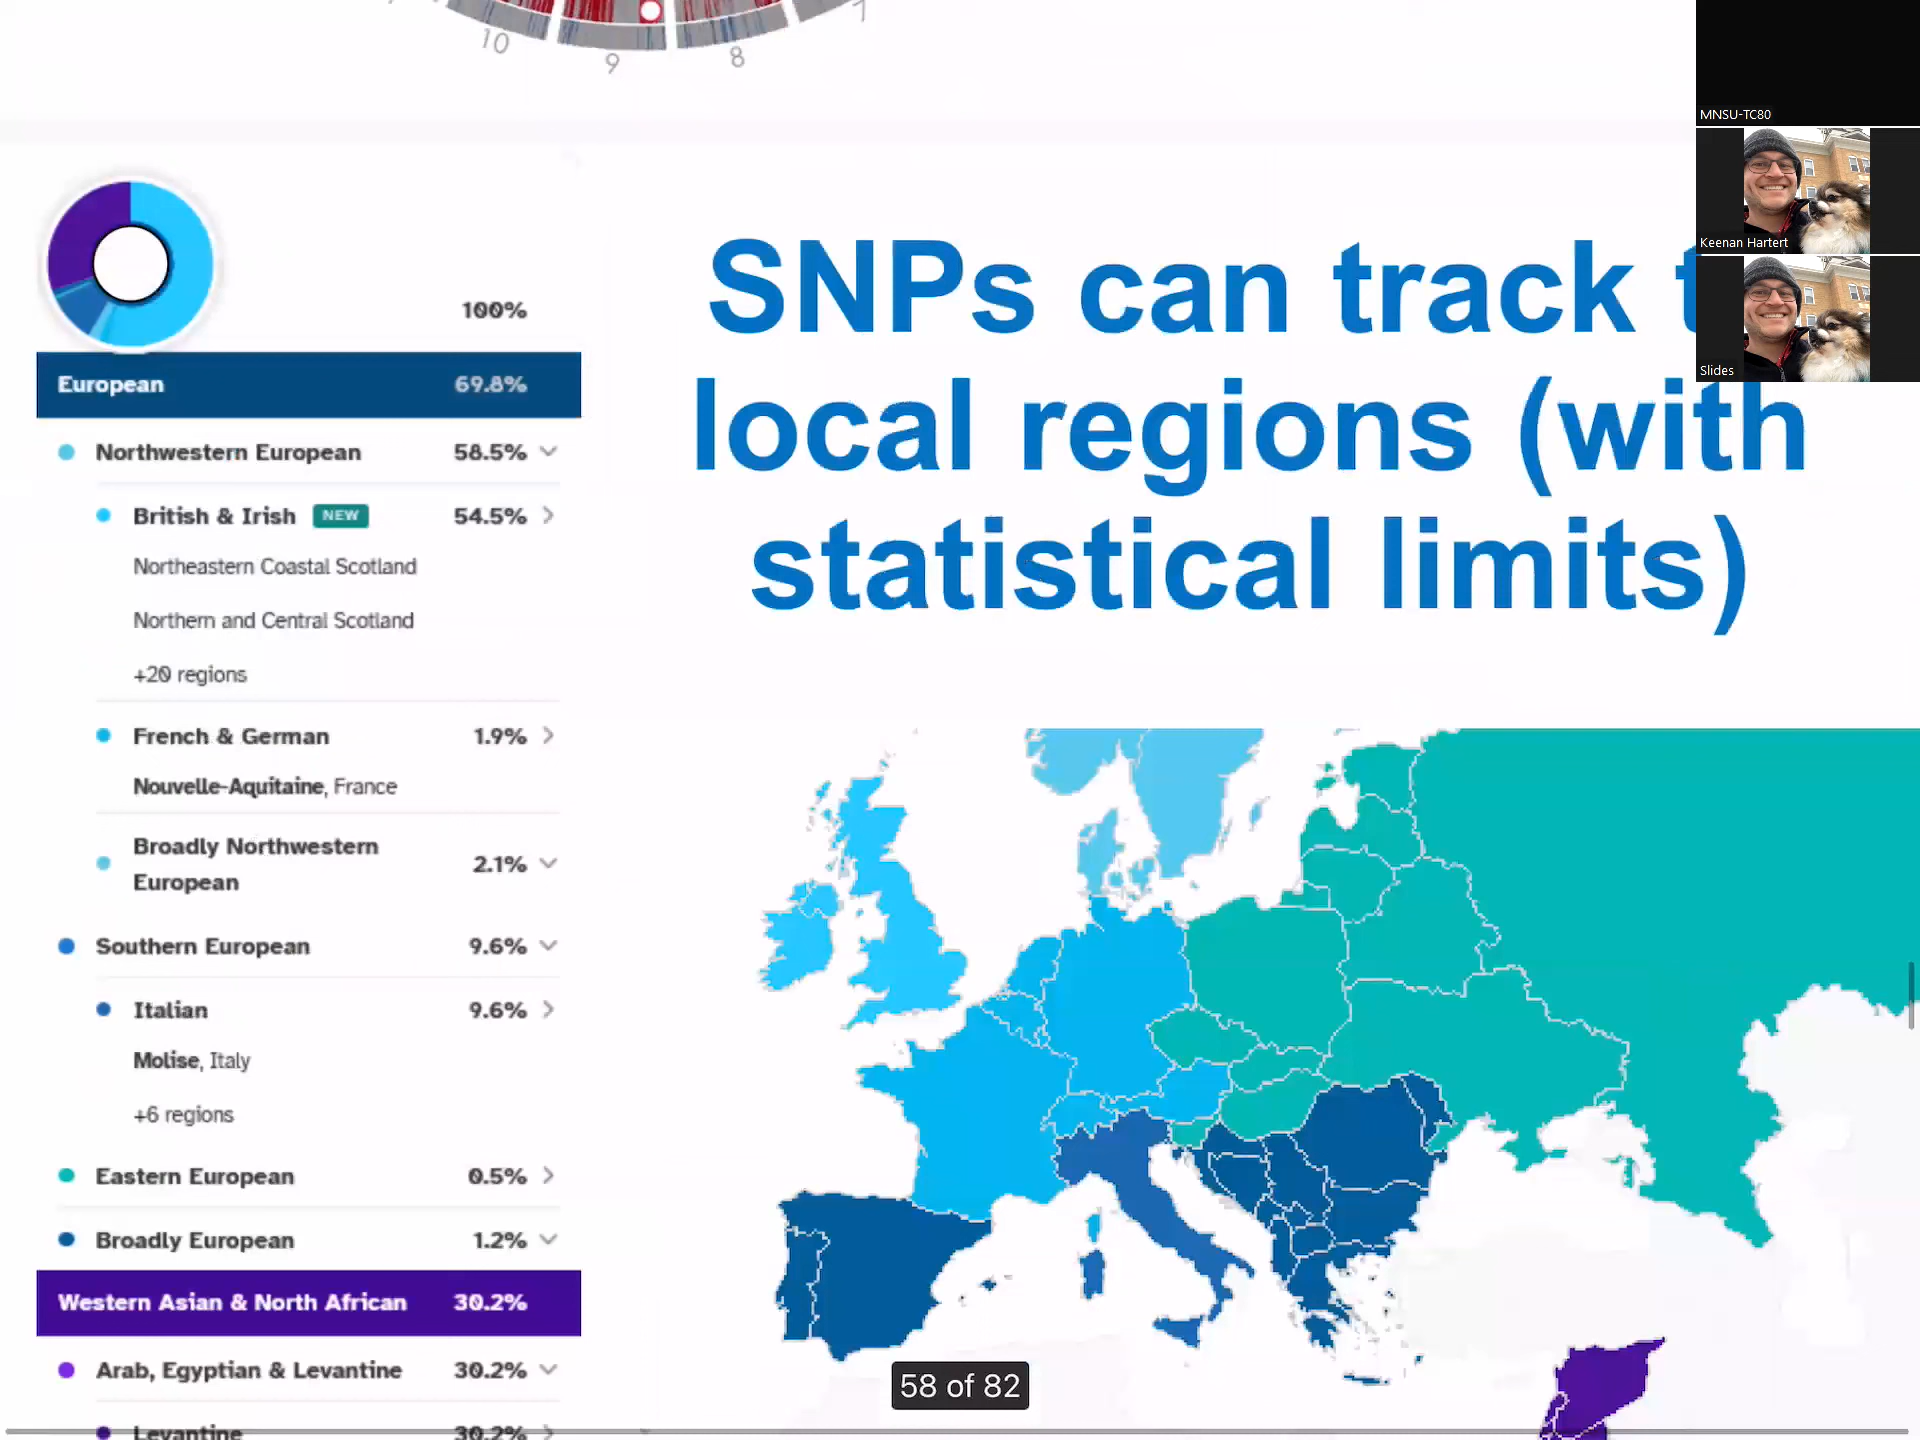 10
9
8
7
MNSU-TC80
Keenan Hartert
Slides
100%
European 69.8%
Northwestern European 58.5%
British & Irish NEW 54.5%
Northeastern Coastal Scotland
Northern and Central Scotland
+20 regions
French & German 1.9%
Nouvelle-Aquitaine, France
Broadly Northwestern
European 2.1%
Southern European 9.6%
Italian 9.6%
Molise, Italy
+6 regions
Eastern European 0.5%
Broadly European 1.2%
Western Asian & North African 30.2%
Arab, Egyptian & Levantine 30.2%
Levantine 30.2%
SNPs can track
local regions (with
statistical limits)
58 of 82